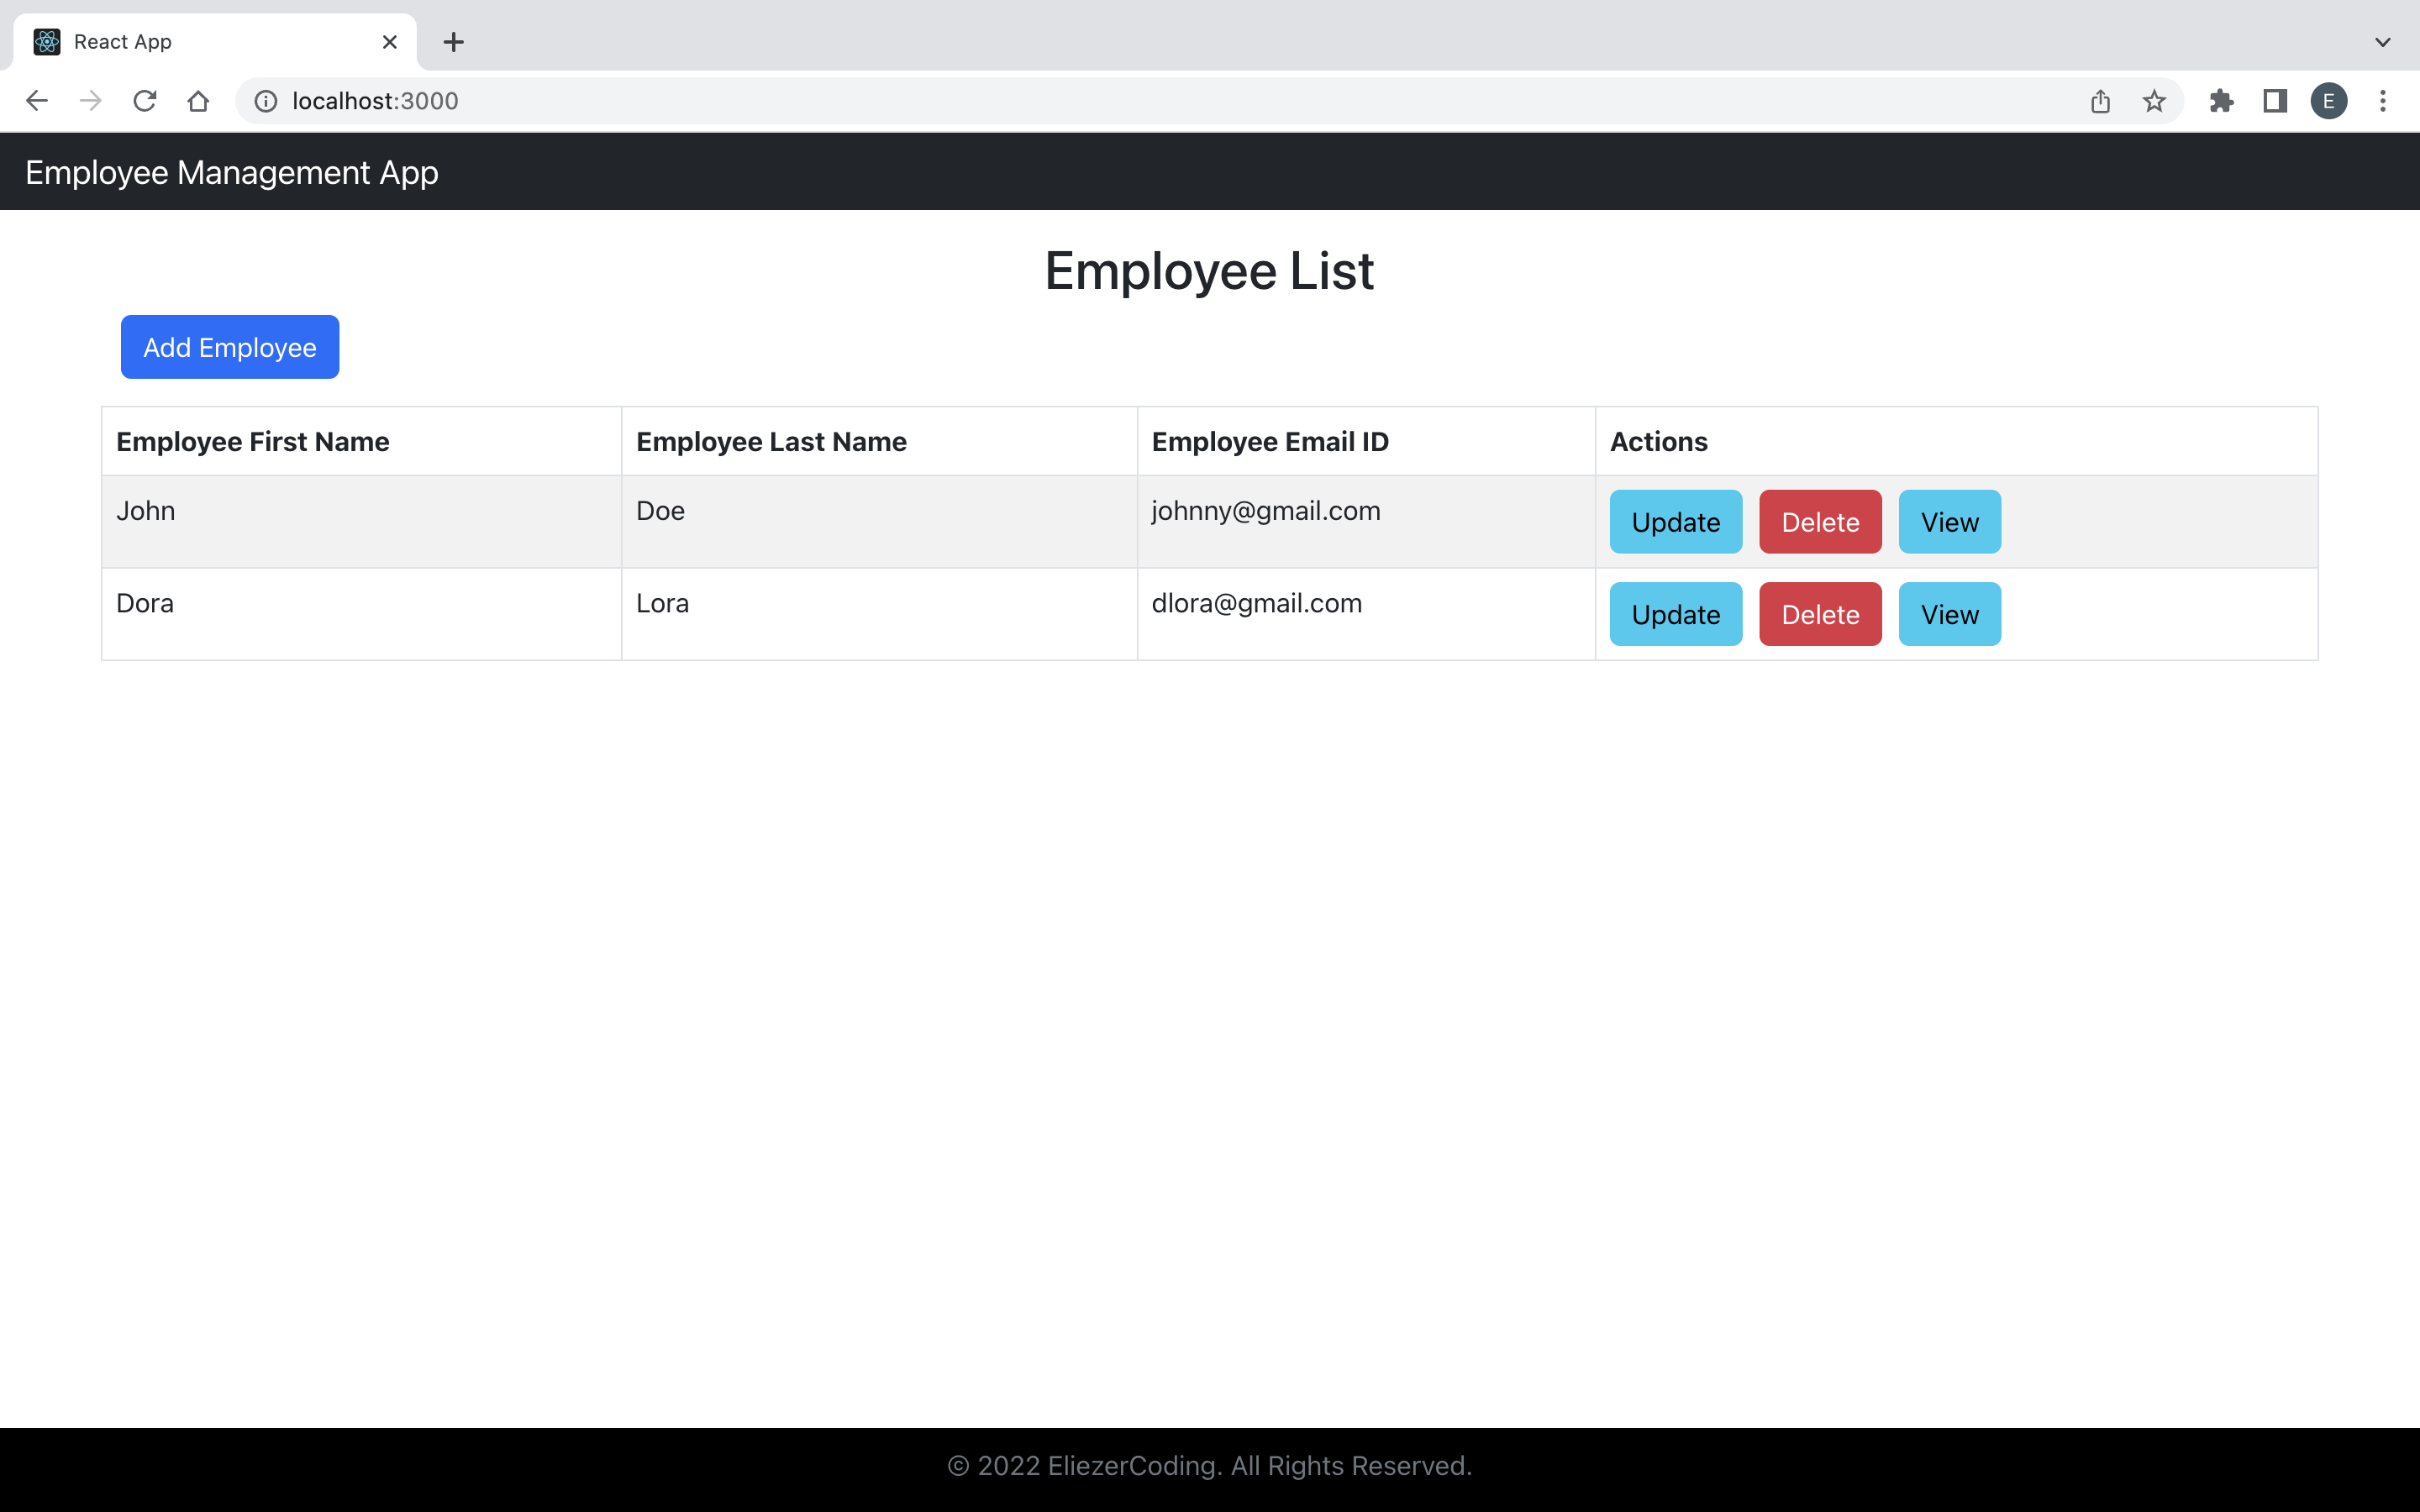 React App
localhost:3000
E
Employee Management App
Employee List
Add Employee
Employee First Name Employee Last Name Employee Email ID Actions
John Doe johnny@gmail.com Update Delete View
Dora Lora dlora@gmail.com Update Delete View
© 2022 EliezerCoding. All Rights Reserved.